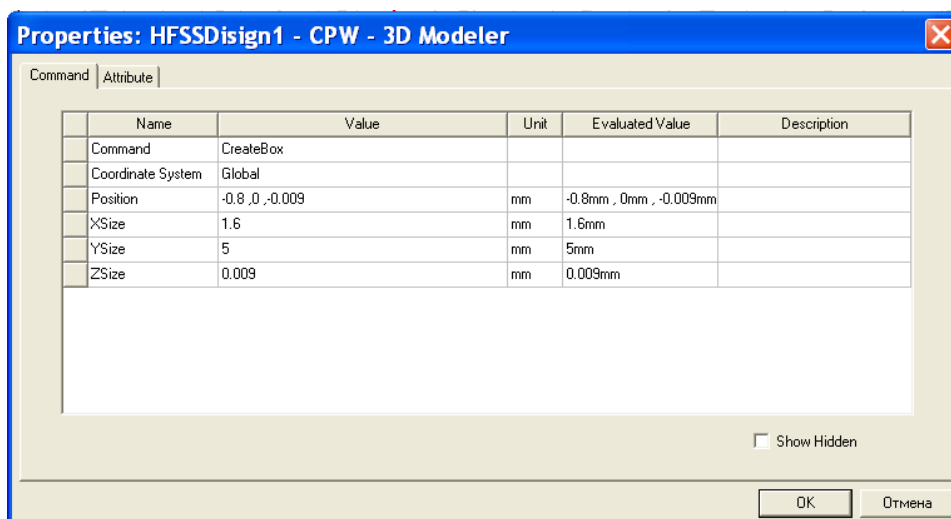 Properties: HFSSDisign1 - CPW - 3D Modeler
Command Attribute
Name Value Unit Evaluated Value Description
Command CreateBox
Coordinate System Global
Position -0.8 ,0 ,-0.009 mm -0.8mm , 0mm , -0.009mm
XSize 1.6 mm 1.6mm
YSize 5 mm 5mm
ZSize 0.009 mm 0.009mm
Show Hidden
OK Отмена